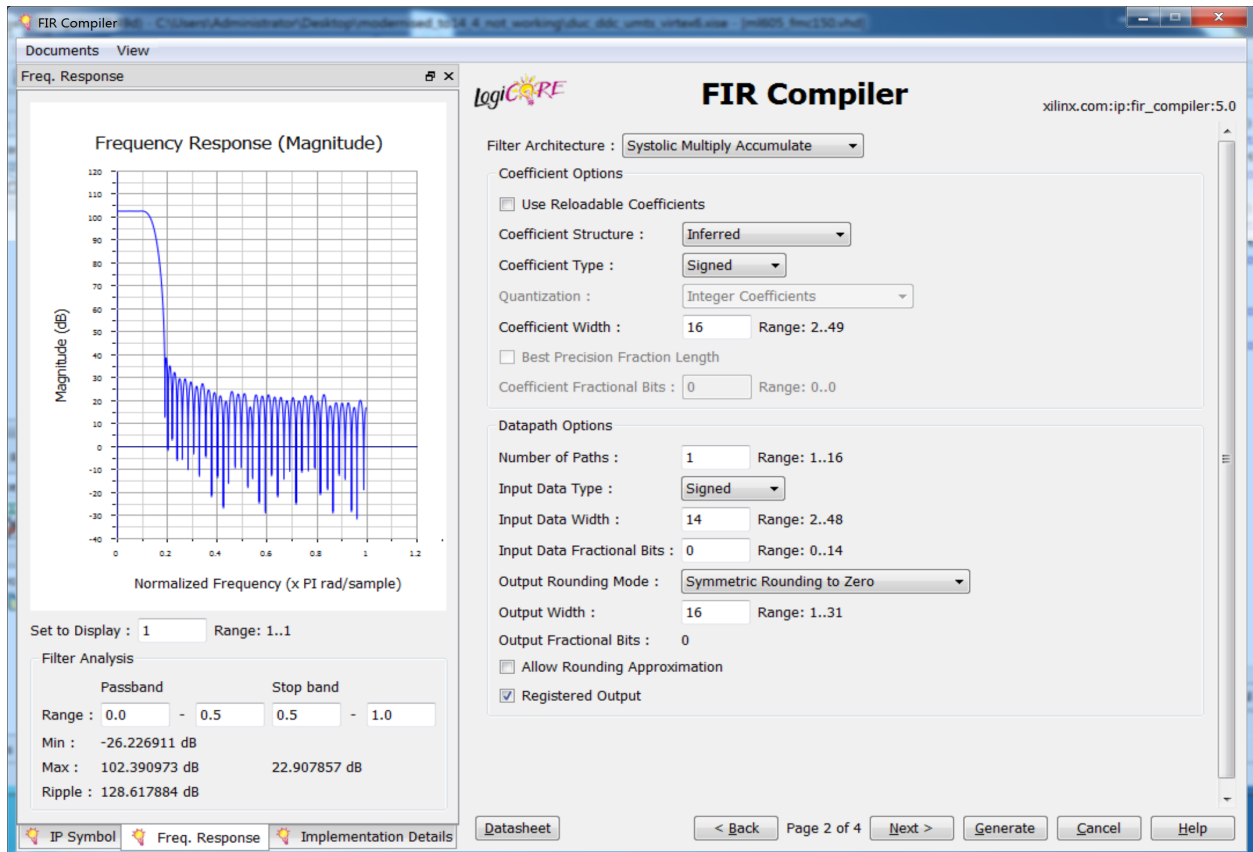 FIR Compiler
C:\Users\Administrator\Desktop\modernised_to14_4_not_working\duc_ddc_umts_virtex6.xise - [ml605_fmc150.vhd]
Documents View
Freq. Response
Frequency Response (Magnitude)
120
110
100
90
80
70
60
50
40
30
20
10
0
-10
-20
-30
-40
Magnitude (dB)
0 0.2 0.4 0.6 0.8 1 1.2
Normalized Frequency (x PI rad/sample)
Set to Display : 1 Range: 1..1
Filter Analysis
Passband Stop band
Range : 0.0 - 0.5 0.5 - 1.0
Min : -26.226911 dB
Max : 102.390973 dB 22.907857 dB
Ripple : 128.617884 dB
IP Symbol Freq. Response Implementation Details
LogiCORE
FIR Compiler
xilinx.com:ip:fir_compiler:5.0
Filter Architecture : Systolic Multiply Accumulate
Coefficient Options
Use Reloadable Coefficients
Coefficient Structure : Inferred
Coefficient Type : Signed
Quantization : Integer Coefficients
Coefficient Width : 16 Range: 2..49
Best Precision Fraction Length
Coefficient Fractional Bits : 0 Range: 0..0
Datapath Options
Number of Paths : 1 Range: 1..16
Input Data Type : Signed
Input Data Width : 14 Range: 2..48
Input Data Fractional Bits : 0 Range: 0..14
Output Rounding Mode : Symmetric Rounding to Zero
Output Width : 16 Range: 1..31
Output Fractional Bits : 0
Allow Rounding Approximation
Registered Output
Datasheet < Back Page 2 of 4 Next > Generate Cancel Help